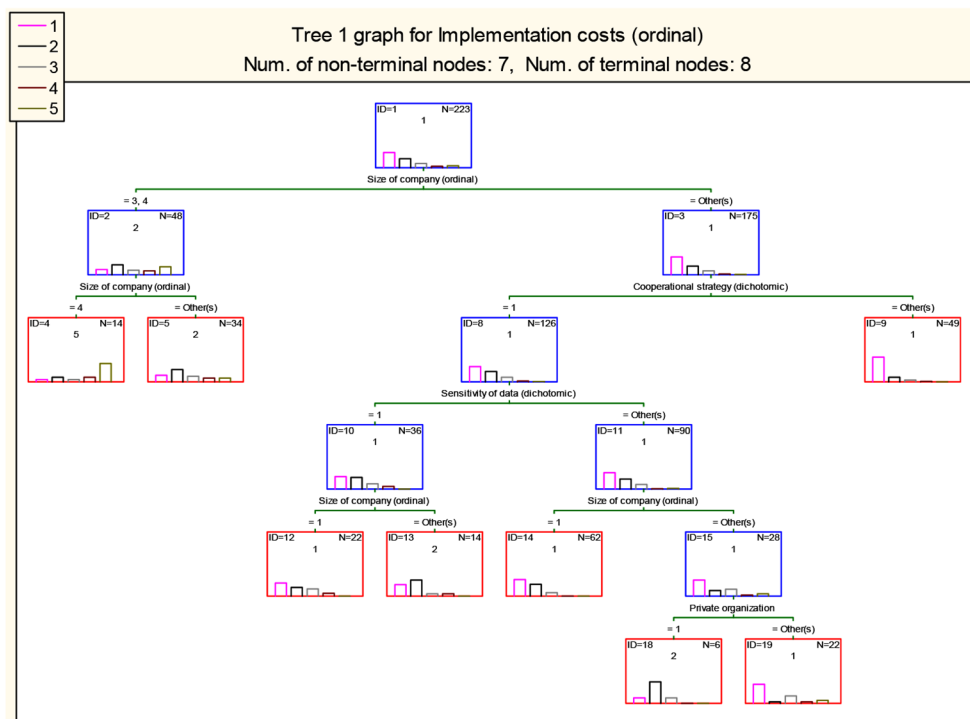 1
2
3
4
5
Tree 1 graph for Implementation costs (ordinal)
Num. of non-terminal nodes: 7, Num. of terminal nodes: 8
ID=1 N=223
1
Size of company (ordinal)
= 3, 4 = Other(s)
ID=2 N=48 ID=3 N=175
2 1
Size of company (ordinal) Cooperational strategy (dichotomic)
= 4 = Other(s) = 1 = Other(s)
ID=4 N=14 ID=5 N=34 ID=8 N=126 ID=9 N=49
5 2 1 1
Sensitivity of data (dichotomic)
= 1 = Other(s)
ID=10 N=36 ID=11 N=90
1 1
Size of company (ordinal) Size of company (ordinal)
= 1 = Other(s) = 1 = Other(s)
ID=12 N=22 ID=13 N=14 ID=14 N=62 ID=15 N=28
1 2 1 1
Private organization
= 1 = Other(s)
ID=18 N=6 ID=19 N=22
2 1